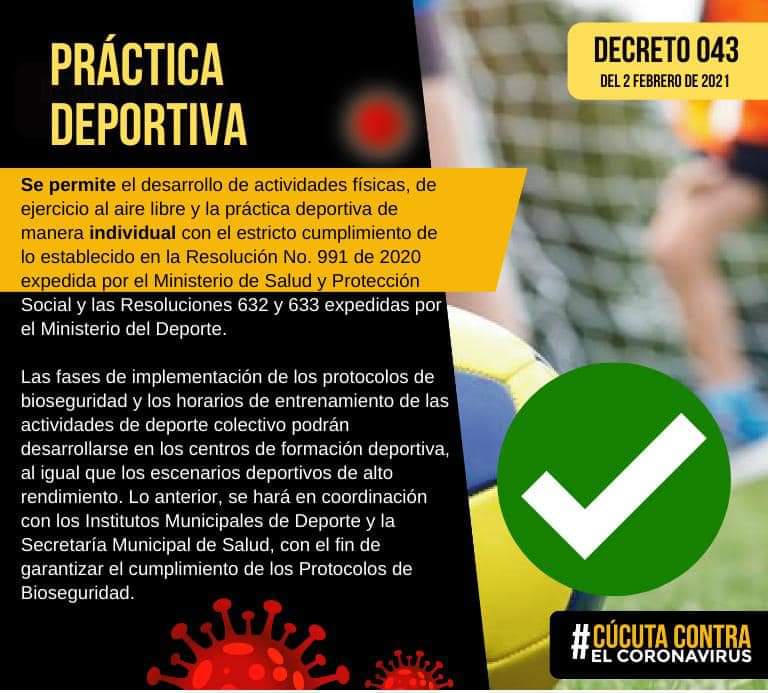 PRÁCTICA
DEPORTIVA
DECRETO 043
DEL 2 FEBRERO DE 2021
Se permite el desarrollo de actividades físicas, de
ejercicio al aire libre y la práctica deportiva de
manera individual con el estricto cumplimiento de
lo establecido en la Resolución No. 991 de 2020
expedida por el Ministerio de Salud y Protección
Social y las Resoluciones 632 y 633 expedidas por
el Ministerio del Deporte.
Las fases de implementación de los protocolos de
bioseguridad y los horarios de entrenamiento de las
actividades de deporte colectivo podrán
desarrollarse en los centros de formación deportiva,
al igual que los escenarios deportivos de alto
rendimiento. Lo anterior, se hará en coordinación
con los Institutos Municipales de Deporte y la
Secretaría Municipal de Salud, con el fin de
garantizar el cumplimiento de los Protocolos de
Bioseguridad.
#CÚCUTA CONTRA
EL CORONAVIRUS